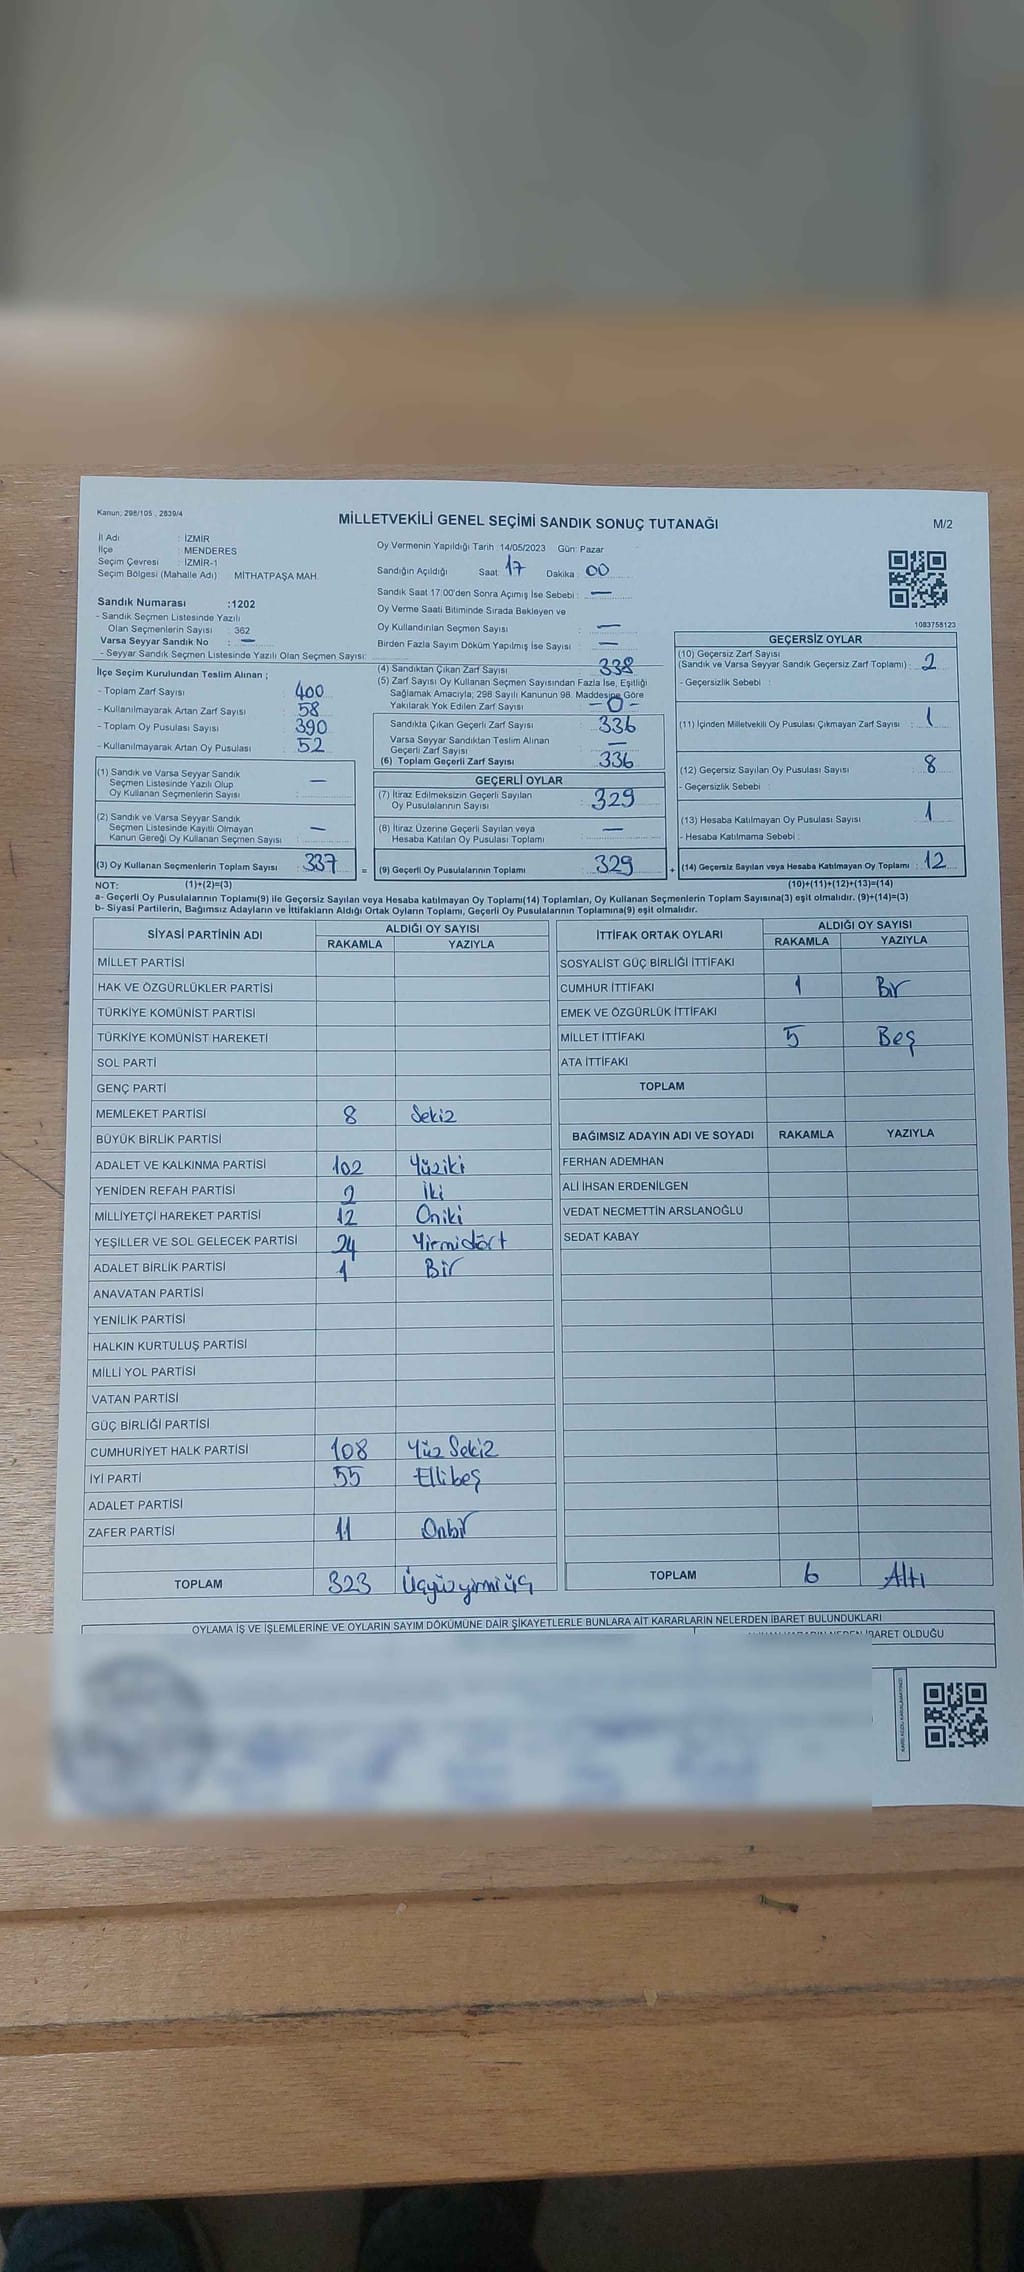 Kanun: 298/105 , 2839/4
MİLLETVEKİLİ GENEL SEÇİMİ SANDIK SONUÇ TUTANAĞI
M/2
İl Adı : İZMİR
İlçe : MENDERES
Seçim Çevresi : İZMİR-1
Seçim Bölgesi (Mahalle Adı) MİTHATPAŞA MAH.
Oy Vermenin Yapıldığı Tarih :14/05/2023 Gün: Pazar
Sandığın Açıldığı Saat: 17 Dakika : 00
Sandık Saat 17.00'den Sonra Açımış İse Sebebi : —
Oy Verme Saati Bitiminde Sırada Bekleyen ve
Oy Kullandırılan Seçmen Sayısı : —
Birden Fazla Sayım Döküm Yapılmış İse Sayısı : —
Sandık Numarası :1202
- Sandık Seçmen Listesinde Yazılı
Olan Seçmenlerin Sayısı : 362
Varsa Seyyar Sandık No : —
- Seyyar Sandık Seçmen Listesinde Yazılı Olan Seçmen Sayısı:
1083758123
İlçe Seçim Kurulundan Teslim Alınan ;
- Toplam Zarf Sayısı : 400
- Kullanılmayarak Artan Zarf Sayısı : 58
- Toplam Oy Pusulası Sayısı : 390
- Kullanılmayarak Artan Oy Pusulası : 52
(1) Sandık ve Varsa Seyyar Sandık
Seçmen Listesinde Yazılı Olup
Oy Kullanan Seçmenlerin Sayısı : —
(2) Sandık ve Varsa Seyyar Sandık
Seçmen Listesinde Kayıtlı Olmayan
Kanun Gereği Oy Kullanan Seçmen Sayısı : —
(3) Oy Kullanan Seçmenlerin Toplam Sayısı : 337
(4) Sandıktan Çıkan Zarf Sayısı : 338
(5) Zarf Sayısı Oy Kullanan Seçmen Sayısından Fazla İse, Eşitliği
Sağlamak Amacıyla; 298 Sayılı Kanunun 98. Maddesine Göre
Yakılarak Yok Edilen Zarf Sayısı : —0—
Sandıkta Çıkan Geçerli Zarf Sayısı : 336
Varsa Seyyar Sandıktan Teslim Alınan
Geçerli Zarf Sayısı : —
(6) Toplam Geçerli Zarf Sayısı : 336
GEÇERLİ OYLAR
(7) İtiraz Edilmeksizin Geçerli Sayılan
Oy Pusulalarının Sayısı : 329
(8) İtiraz Üzerine Geçerli Sayılan veya
Hesaba Katılan Oy Pusulası Toplamı : —
= (9) Geçerli Oy Pusulalarının Toplamı : 329
GEÇERSİZ OYLAR
(10) Geçersiz Zarf Sayısı
(Sandık ve Varsa Seyyar Sandık Geçersiz Zarf Toplamı) : 2
- Geçersizlik Sebebi :
(11) İçinden Milletvekili Oy Pusulası Çıkmayan Zarf Sayısı : 1
(12) Geçersiz Sayılan Oy Pusulası Sayısı : 8
- Geçersizlik Sebebi :
(13) Hesaba Katılmayan Oy Pusulası Sayısı : 1
- Hesaba Katılmama Sebebi :
+ (14) Geçersiz Sayılan veya Hesaba Katılmayan Oy Toplamı : 12
NOT: (1)+(2)=(3) (10)+(11)+(12)+(13)=(14)
a- Geçerli Oy Pusulalarının Toplamı(9) ile Geçersiz Sayılan veya Hesaba katılmayan Oy Toplamı(14) Toplamları, Oy Kullanan Seçmenlerin Toplam Sayısına(3) eşit olmalıdır. (9)+(14)=(3)
b- Siyasi Partilerin, Bağımsız Adayların ve İttifakların Aldığı Ortak Oyların Toplamı, Geçerli Oy Pusulalarının Toplamına(9) eşit olmalıdır.
SİYASİ PARTİNİN ADI ALDIĞI OY SAYISI
RAKAMLA YAZIYLA
MİLLET PARTİSİ
HAK VE ÖZGÜRLÜKLER PARTİSİ
TÜRKİYE KOMÜNİST PARTİSİ
TÜRKİYE KOMÜNİST HAREKETİ
SOL PARTİ
GENÇ PARTİ
MEMLEKET PARTİSİ 8 Sekiz
BÜYÜK BİRLİK PARTİSİ
ADALET VE KALKINMA PARTİSİ 102 Yüziki
YENİDEN REFAH PARTİSİ 2 İki
MİLLİYETÇİ HAREKET PARTİSİ 12 Oniki
YEŞİLLER VE SOL GELECEK PARTİSİ 24 Yirmidört
ADALET BİRLİK PARTİSİ 1 Bir
ANAVATAN PARTİSİ
YENİLİK PARTİSİ
HALKIN KURTULUŞ PARTİSİ
MİLLİ YOL PARTİSİ
VATAN PARTİSİ
GÜÇ BİRLİĞİ PARTİSİ
CUMHURİYET HALK PARTİSİ 108 Yüz Sekiz
İYİ PARTİ 55 Ellibeş
ADALET PARTİSİ
ZAFER PARTİSİ 11 Onbir
TOPLAM 323 Üçyüzyirmiüç
İTTİFAK ORTAK OYLARI ALDIĞI OY SAYISI
RAKAMLA YAZIYLA
SOSYALİST GÜÇ BİRLİĞİ İTTİFAKI
CUMHUR İTTİFAKI 1 Bir
EMEK VE ÖZGÜRLÜK İTTİFAKI
MİLLET İTTİFAKI 5 Beş
ATA İTTİFAKI
TOPLAM
BAĞIMSIZ ADAYIN ADI VE SOYADI RAKAMLA YAZIYLA
FERHAN ADEMHAN
ALİ İHSAN ERDENİLGEN
VEDAT NECMETTİN ARSLANOĞLU
SEDAT KABAY
TOPLAM 6 Altı
OYLAMA İŞ VE İŞLEMLERİNE VE OYLARIN SAYIM DÖKÜMÜNE DAİR ŞİKAYETLERLE BUNLARA AİT KARARLARIN NELERDEN İBARET BULUNDUKLARI
OLDUĞU